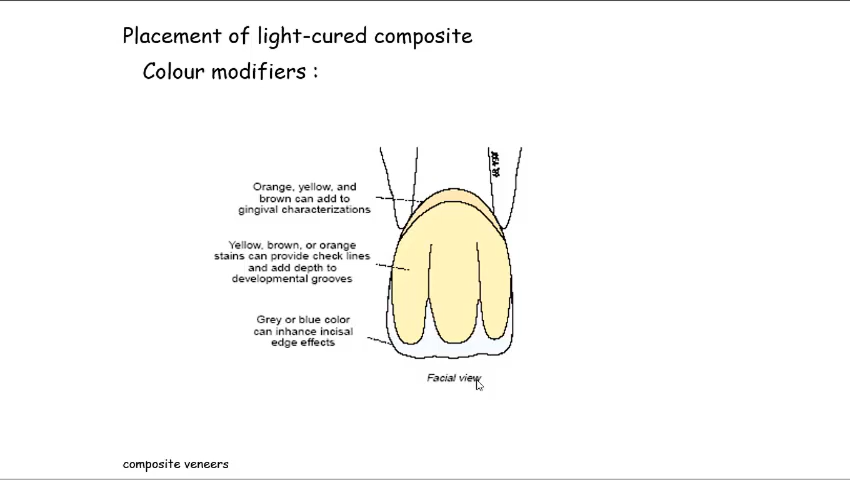 Placement of light-cured composite
Colour modifiers :
Orange, yellow, and
brown can add to
gingival characterizations
Yellow, brown, or orange
stains can provide check lines
and add depth to
developmental grooves
Grey or blue color
can inhance incisal
edge effects
Facial view
composite veneers